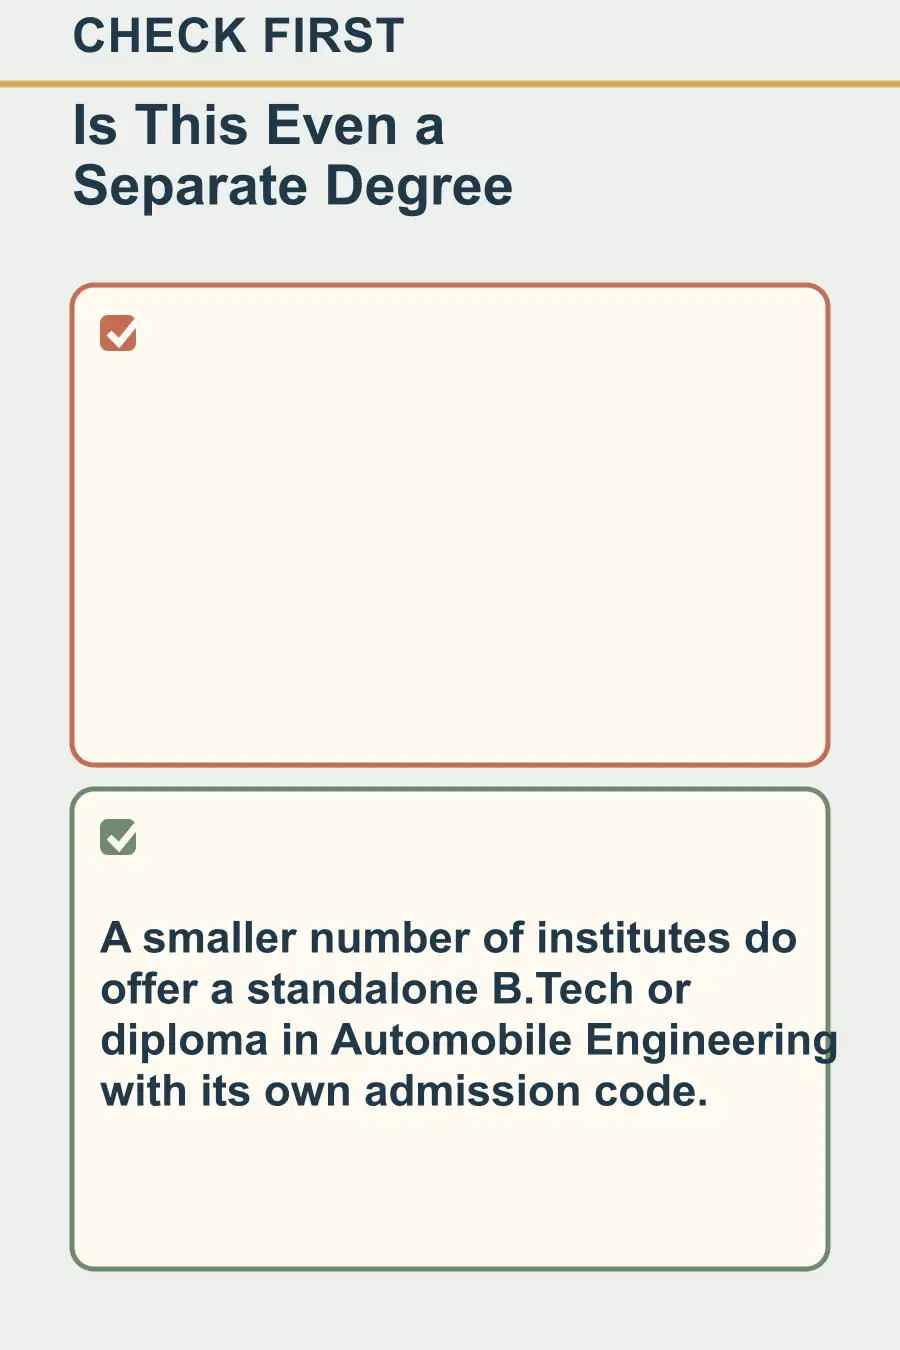 CHECK FIRST
Is This Even a
Separate Degree
A smaller number of institutes do
offer a standalone B.Tech or
diploma in Automobile Engineering
with its own admission code.